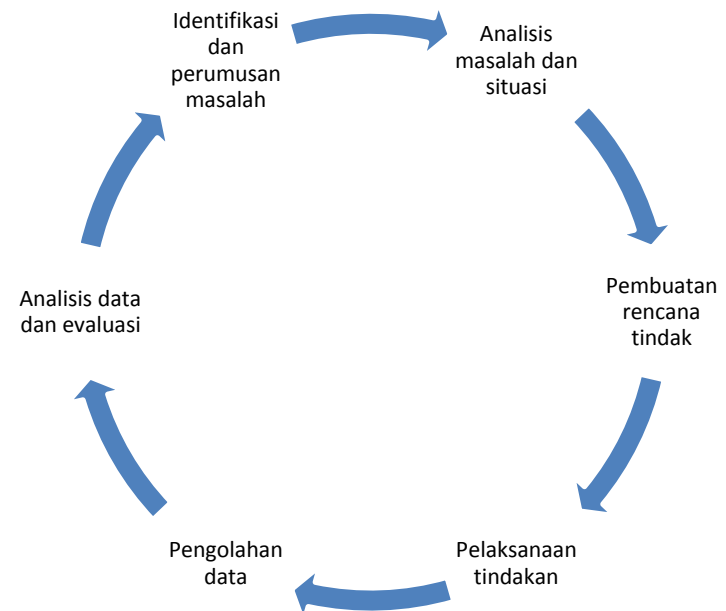 Identifikasi
dan
perumusan
masalah
Analisis
masalah dan
situasi
Pembuatan
rencana
tindak
Pelaksanaan
tindakan
Pengolahan
data
Analisis data
dan evaluasi